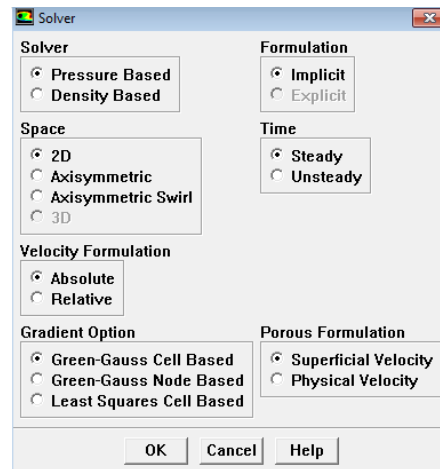 Solver
Solver
Pressure Based
Density Based
Formulation
Implicit
Explicit
Space
2D
Axisymmetric
Axisymmetric Swirl
3D
Time
Steady
Unsteady
Velocity Formulation
Absolute
Relative
Gradient Option
Green-Gauss Cell Based
Green-Gauss Node Based
Least Squares Cell Based
Porous Formulation
Superficial Velocity
Physical Velocity
OK Cancel Help